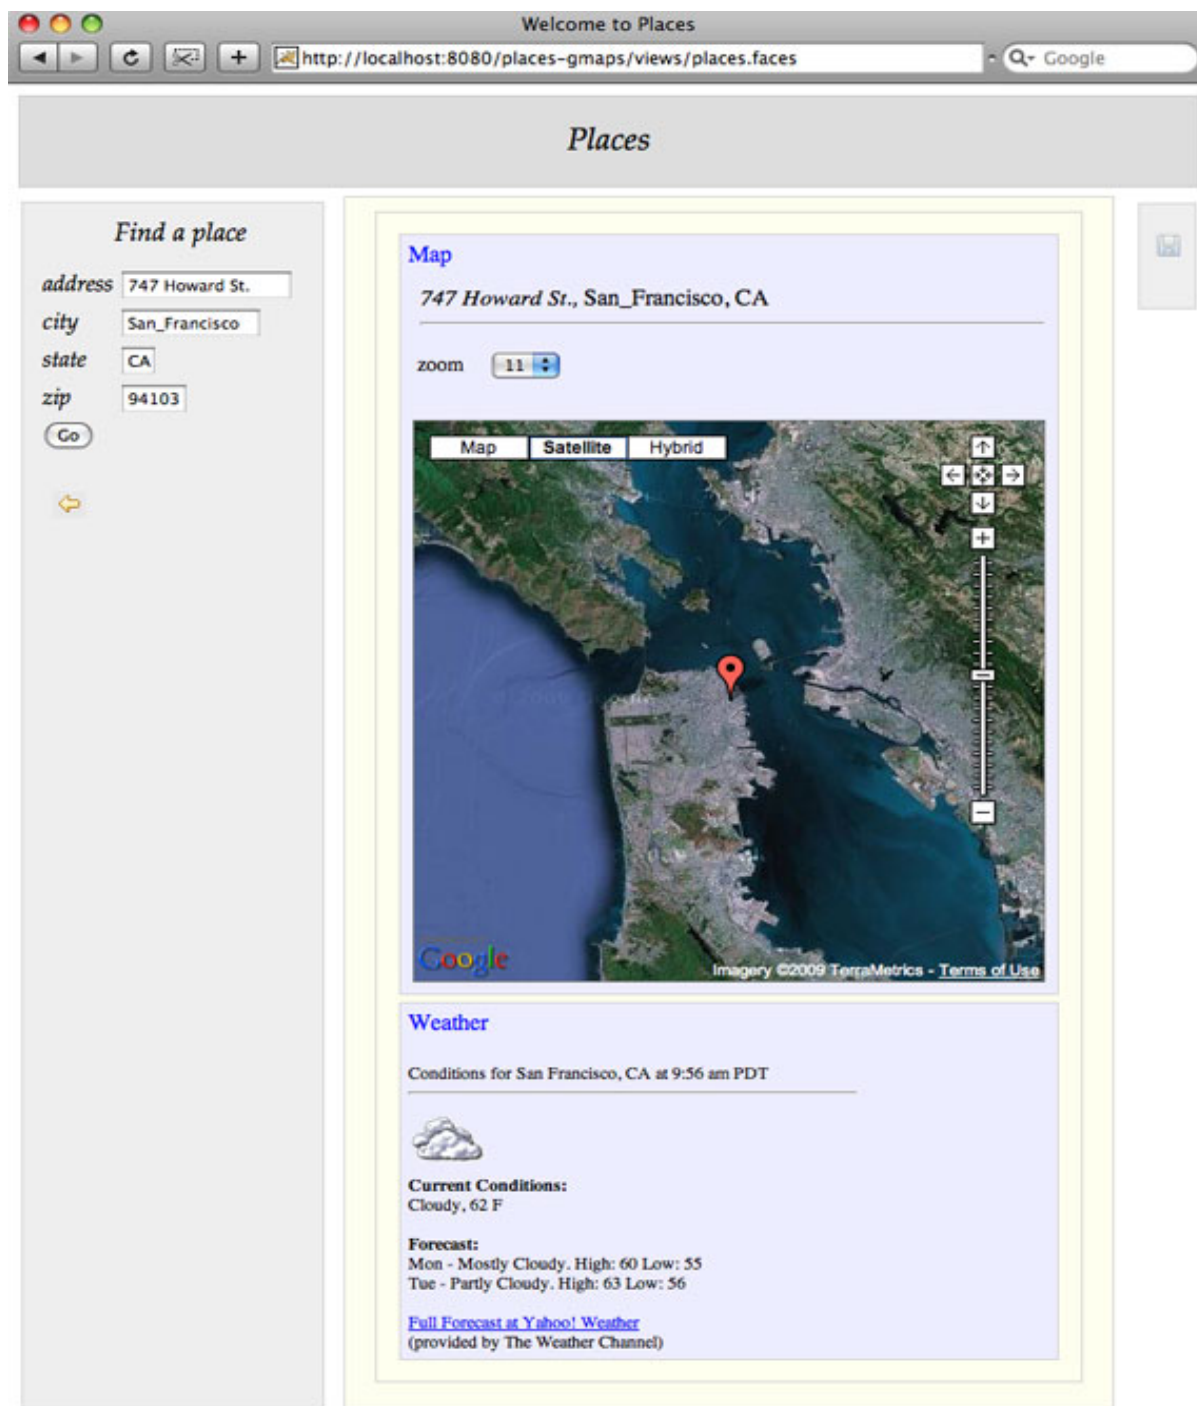 Welcome to Places
http://localhost:8080/places-gmaps/views/places.faces
Google
Places
Find a place
address 747 Howard St.
city San_Francisco
state CA
zip 94103
Go
Map
747 Howard St., San_Francisco, CA
zoom 11
Map Satellite Hybrid
Google
Imagery ©2009 TerraMetrics - Terms of Use
Weather
Conditions for San Francisco, CA at 9:56 am PDT
Current Conditions:
Cloudy, 62 F
Forecast:
Mon - Mostly Cloudy. High: 60 Low: 55
Tue - Partly Cloudy. High: 63 Low: 56
Full Forecast at Yahoo! Weather
(provided by The Weather Channel)